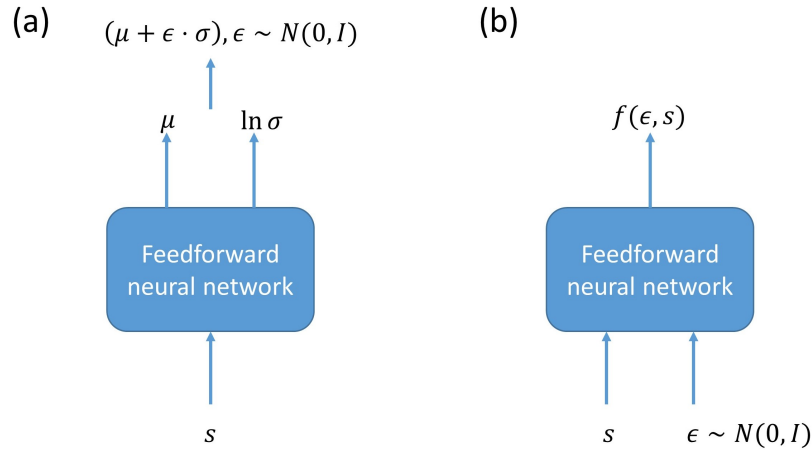 (a)
(μ + ϵ · σ), ϵ ~ N(0, I)
μ
ln σ
Feedforward
neural network
s
(b)
f(ϵ, s)
Feedforward
neural network
s
ϵ ~ N(0, I)